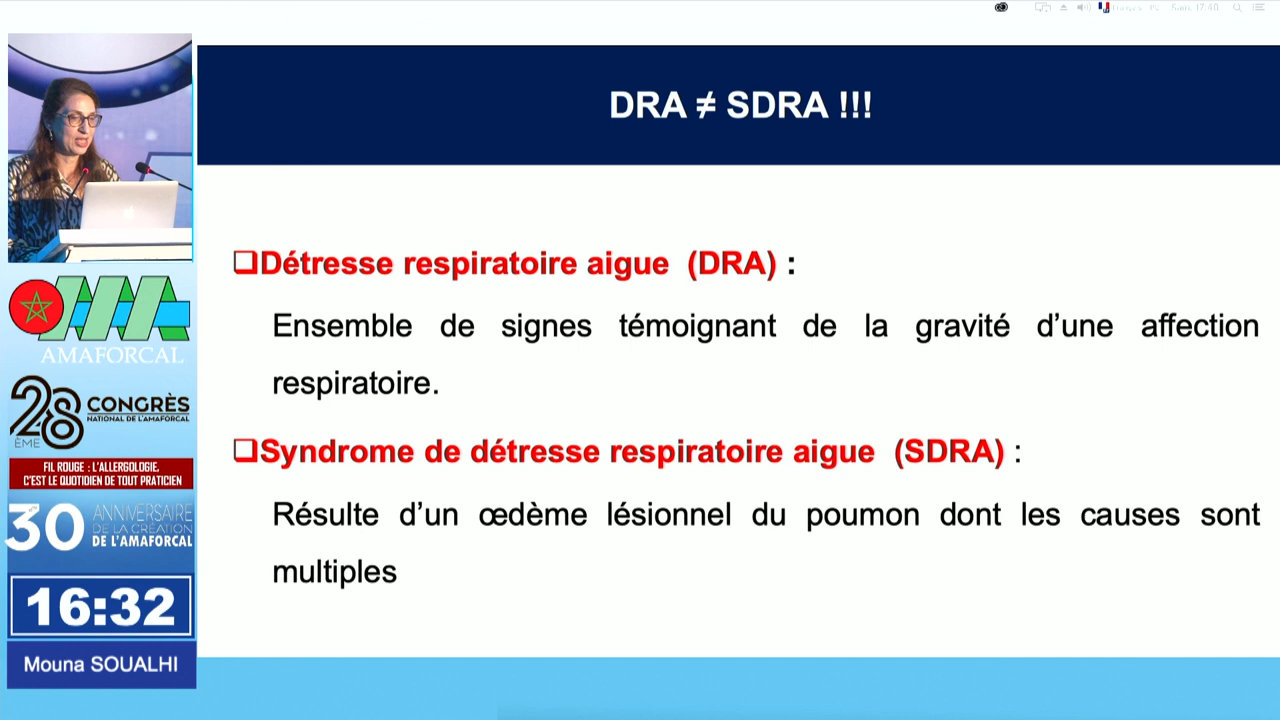 Sam. 17:40
DRA ≠ SDRA !!!
❑Détresse respiratoire aigue (DRA) :
Ensemble de signes témoignant de la gravité d’une affection
respiratoire.
❑Syndrome de détresse respiratoire aigue (SDRA) :
Résulte d’un œdème lésionnel du poumon dont les causes sont
multiples
AMAFORCAL
28
ÈME
CONGRÈS
NATIONAL DE L'AMAFORCAL
FIL ROUGE : L'ALLERGOLOGIE,
C'EST LE QUOTIDIEN DE TOUT PRATICIEN
30
ANNIVERSAIRE
DE LA CRÉATION
DE L'AMAFORCAL
16:32
Mouna SOUALHI